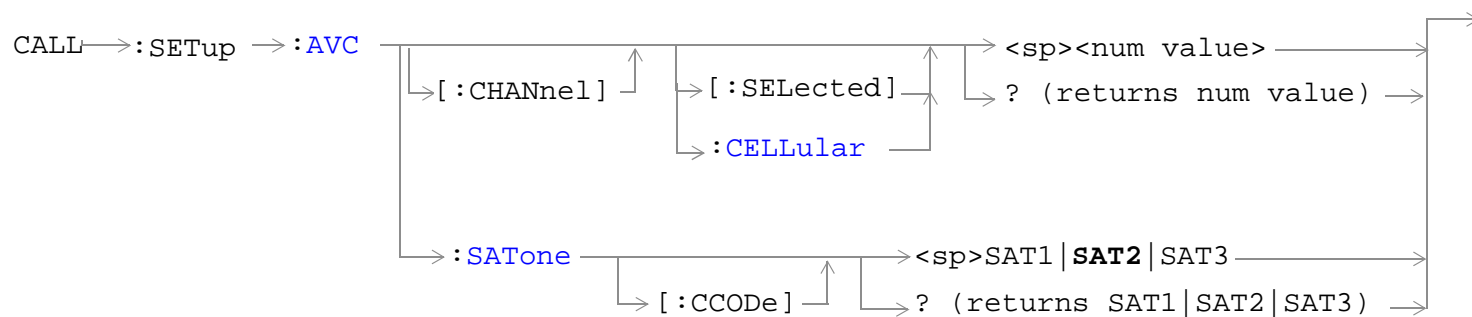 CALL :SETup :AVC <sp><num value>
[:CHANnel] [:SELected] ? (returns num value)
:CELLular
:SATone <sp>SAT1|SAT2|SAT3
[:CCODe] ? (returns SAT1|SAT2|SAT3)